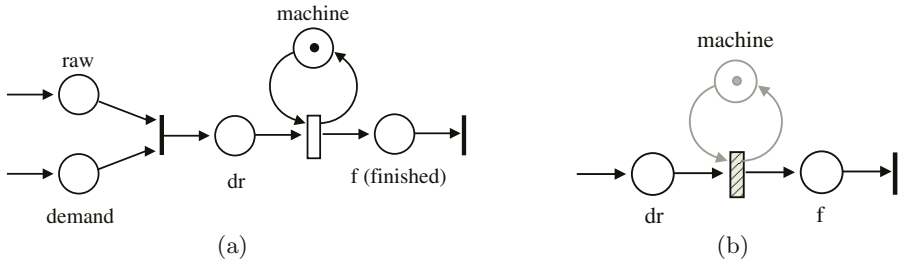 machine
raw
demand
dr
f (finished)
(a)
machine
dr
f
(b)